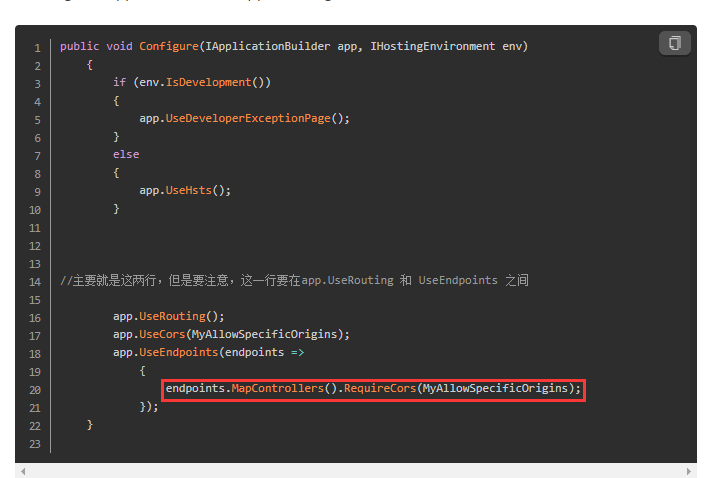 1 public void Configure(IApplicationBuilder app, IHostingEnvironment env)
2 {
3 if (env.IsDevelopment())
4 {
5 app.UseDeveloperExceptionPage();
6 }
7 else
8 {
9 app.UseHsts();
10 }
11
12
13
14 //主要就是这两行，但是要注意，这一行要在app.UseRouting 和 UseEndpoints 之间
15
16 app.UseRouting();
17 app.UseCors(MyAllowSpecificOrigins);
18 app.UseEndpoints(endpoints =>
19 {
20 endpoints.MapControllers().RequireCors(MyAllowSpecificOrigins);
21 });
22 }
23